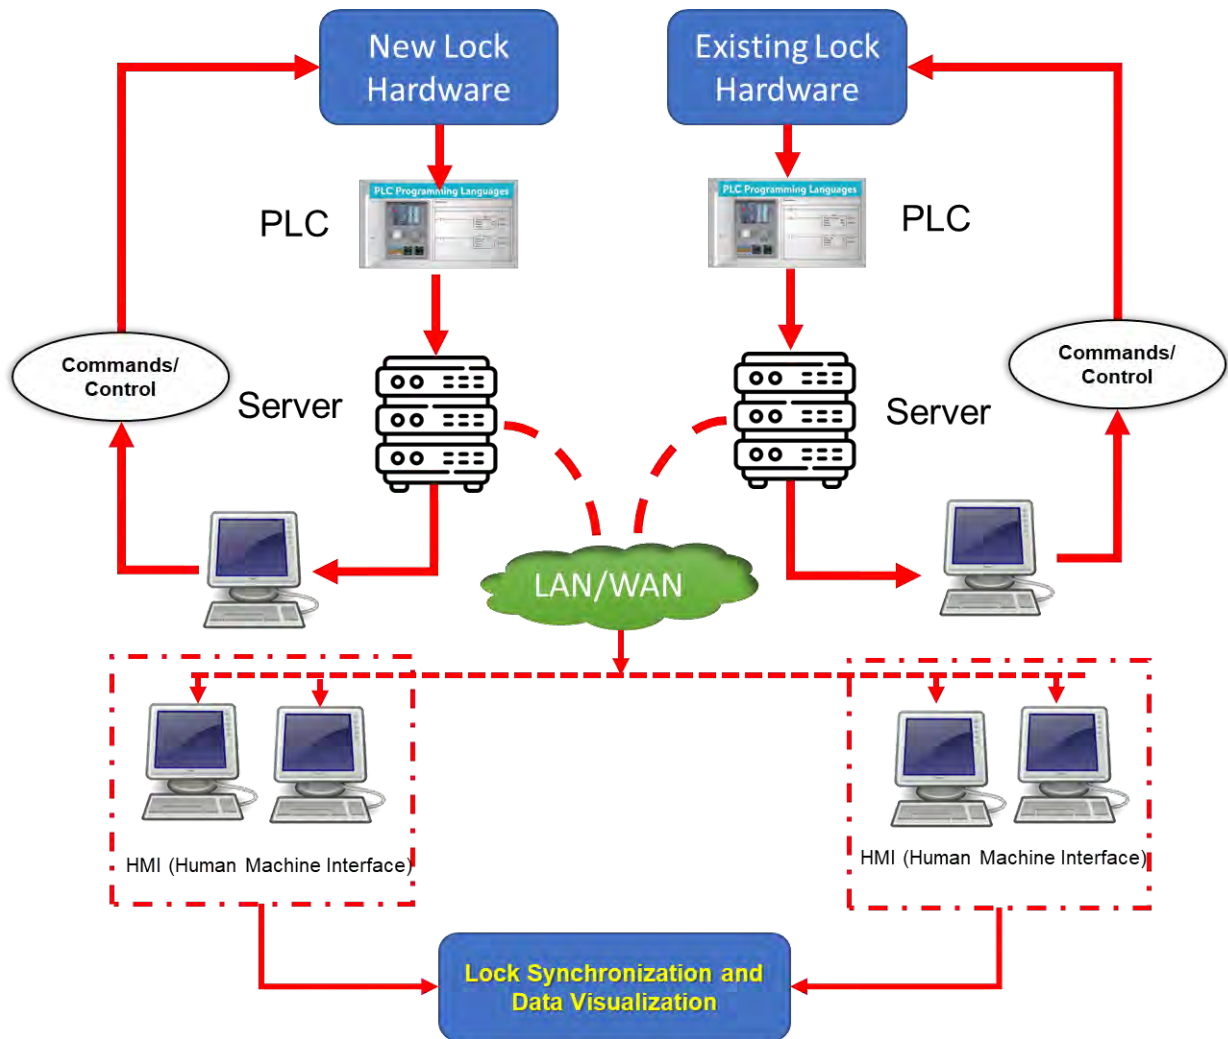 New Lock
Hardware
Existing Lock
Hardware
PLC Programming Languages
PLC Programming Languages
PLC
PLC
Commands/
Control
Commands/
Control
Server
Server
LAN/WAN
HMI (Human Machine Interface)
HMI (Human Machine Interface)
Lock Synchronization and
Data Visualization